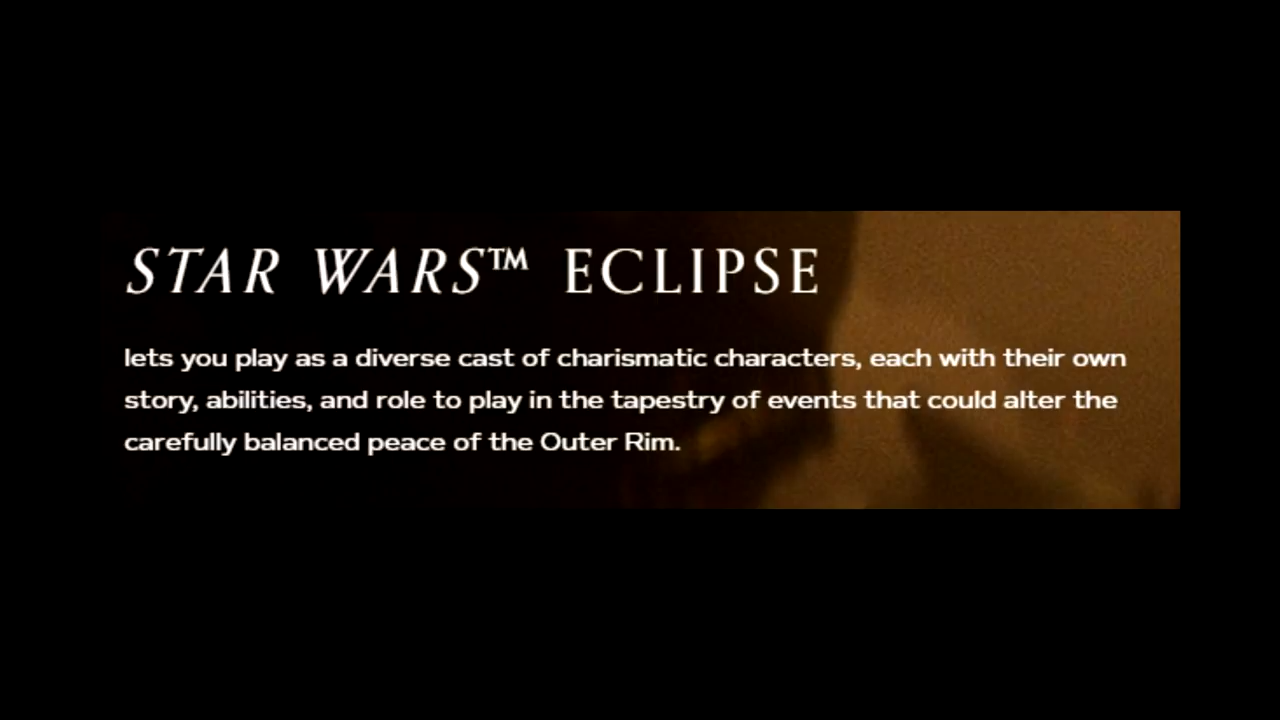 STAR WARS™ ECLIPSE
lets you play as a diverse cast of charismatic characters, each with their own
story, abilities, and role to play in the tapestry of events that could alter the
carefully balanced peace of the Outer Rim.